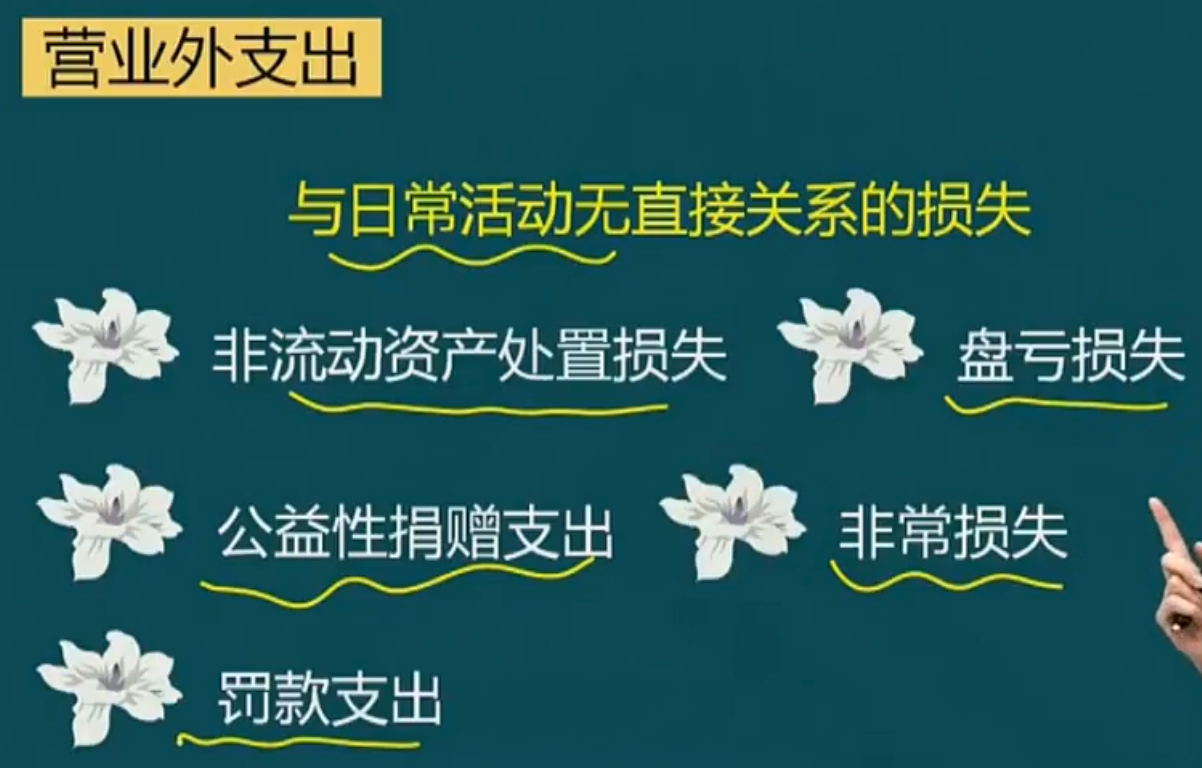 营业外支出
与日常活动无直接关系的损失
非流动资产处置损失
盘亏损失
公益性捐赠支出
非常损失
罚款支出